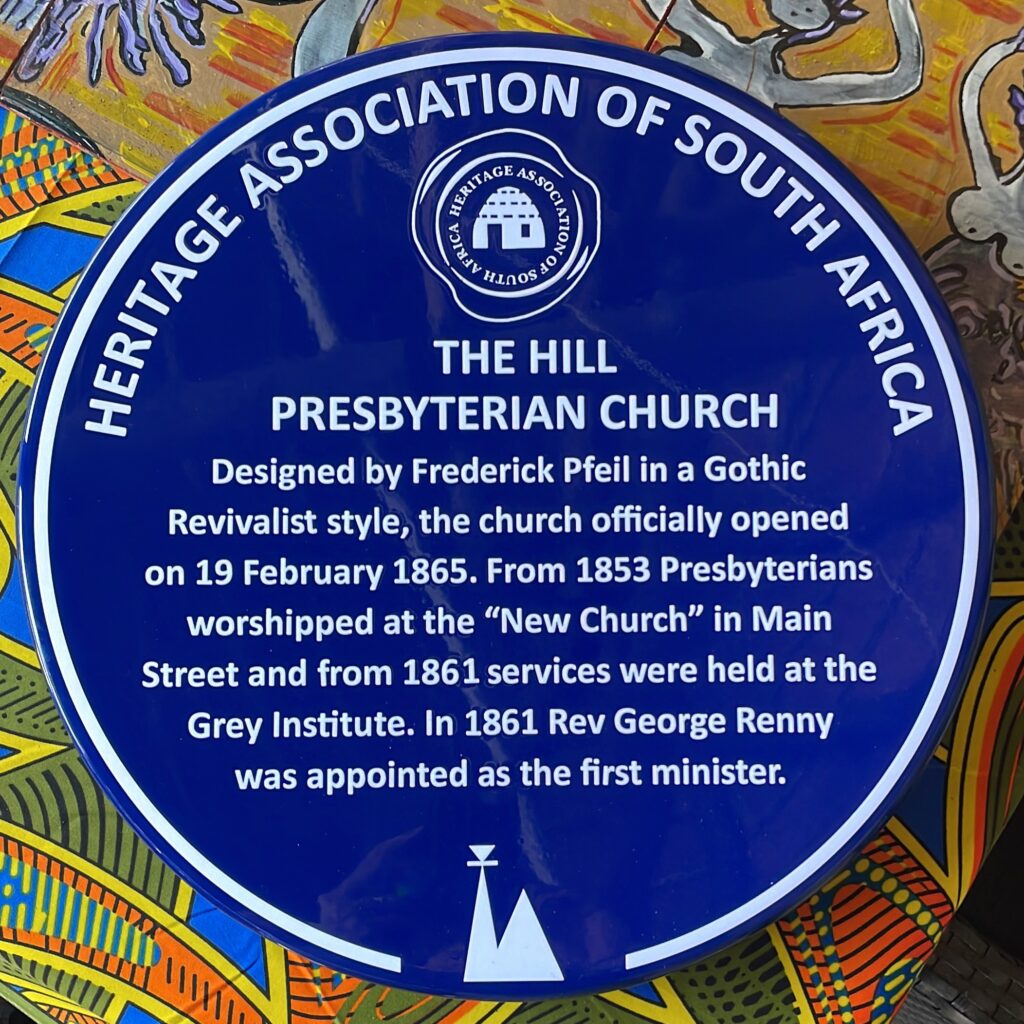 HERITAGE ASSOCIATION OF SOUTH AFRICA
HERITAGE ASSOCIATION OF SOUTH AFRICA
THE HILL
PRESBYTERIAN CHURCH
Designed by Frederick Pfeil in a Gothic
Revivalist style, the church officially opened
on 19 February 1865. From 1853 Presbyterians
worshipped at the “New Church” in Main
Street and from 1861 services were held at the
Grey Institute. In 1861 Rev George Renny
was appointed as the first minister.